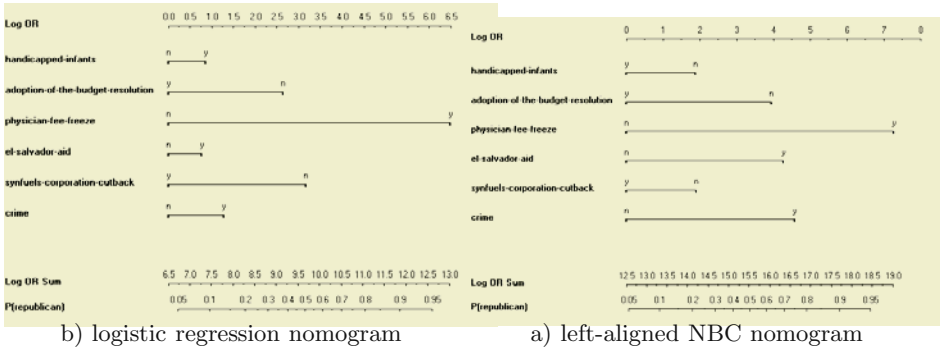 Log OR
0.0 0.5 1.0 1.5 2.0 2.5 3.0 3.5 4.0 4.5 5.0 5.5 6.0 6.5
handicapped-infants
n y
adoption-of-the-budget-resolution
y n
physician-fee-freeze
n y
el-salvador-aid
n y
synfuels-corporation-cutback
y n
crime
n y
Log OR Sum
6.5 7.0 7.5 8.0 8.5 9.0 9.5 10.0 10.5 11.0 11.5 12.0 12.5 13.0
P(republican)
0.05 0.1 0.2 0.3 0.4 0.5 0.6 0.7 0.8 0.9 0.95
b) logistic regression nomogram
Log OR
0 1 2 3 4 5 6 7 8
handicapped-infants
y n
adoption-of-the-budget-resolution
y n
physician-fee-freeze
n y
el-salvador-aid
n y
synfuels-corporation-cutback
y n
crime
n y
Log OR Sum
12.5 13.0 13.5 14.0 14.5 15.0 15.5 16.0 16.5 17.0 17.5 18.0 18.5 19.0
P(republican)
0.05 0.1 0.2 0.3 0.4 0.5 0.6 0.7 0.8 0.9 0.95
a) left-aligned NBC nomogram